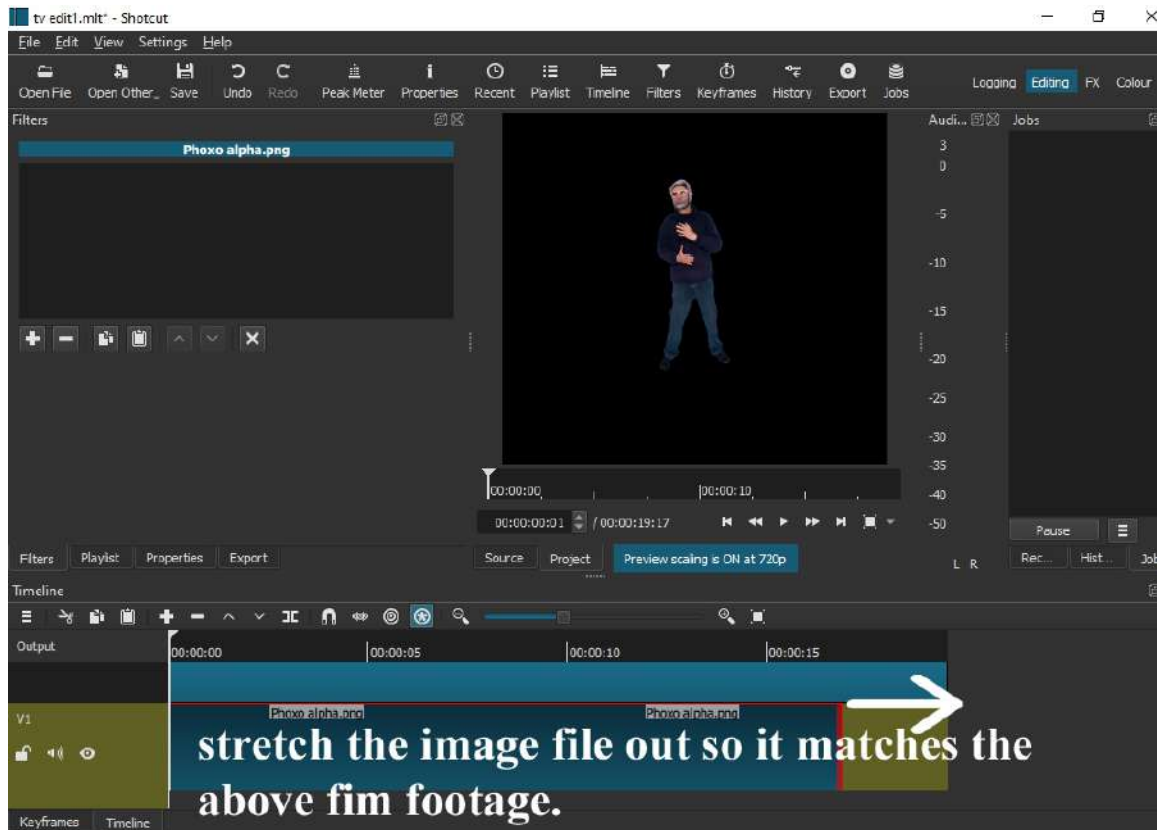 tv edit1.mlt* - Shotcut
File Edit View Settings Help
Open File Open Other... Save Undo Redo Peak Meter Properties Recent Playlist Timeline Filters Keyframes History Export Jobs
Logging Editing FX Colour
Filters
Audi...
Jobs
Phoxo alpha.png
3
0
-5
-10
-15
-20
-25
-30
-35
-40
-50
L R
00:00:00
00:00:10
00:00:00:01 / 00:00:19:17
Pause
Filters Playlist Properties Export
Source Project Preview scaling is ON at 720p
Rec... Hist... Job
Timeline
Output
00:00:00 00:00:05 00:00:10 00:00:15
V1
Phoxo alpha.png Phoxo alpha.png
stretch the image file out so it matches the
above fim footage.
Keyframes Timeline